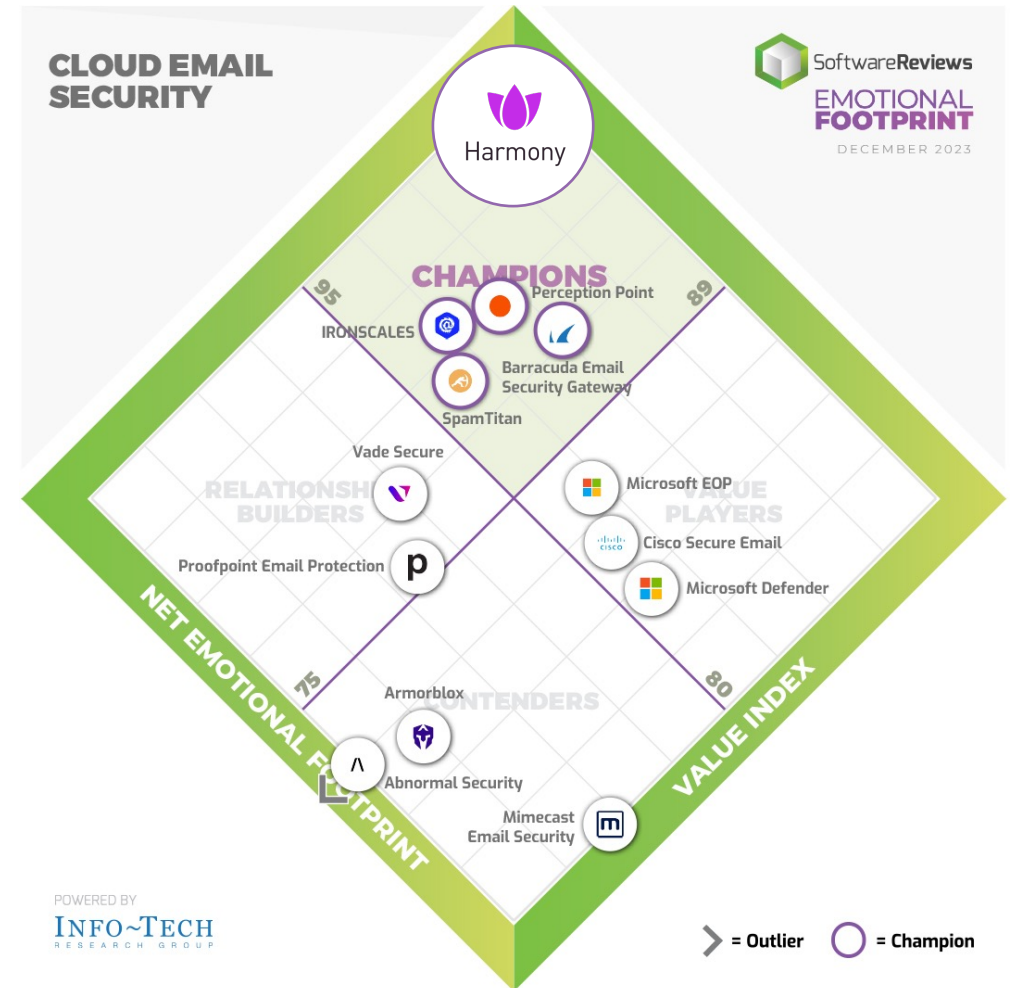 CLOUD EMAIL
SECURITY
SoftwareReviews
EMOTIONAL
FOOTPRINT
DECEMBER 2023
Harmony
CHAMPIONS
95
89
Perception Point
IRONSCALES
@
Barracuda Email
Security Gateway
SpamTitan
Vade Secure
RELATIONSH
BUILDERS
Microsoft EOP
VALUE
PLAYERS
CISCO
Cisco Secure Email
Proofpoint Email Protection
p
Microsoft Defender
75
80
Armorblox
CONTENDERS
Abnormal Security
Mimecast
Email Security
m
NET EMOTIONAL FOOTPRINT
VALUE INDEX
POWERED BY
INFO~TECH
RESEARCH GROUP
= Outlier
= Champion